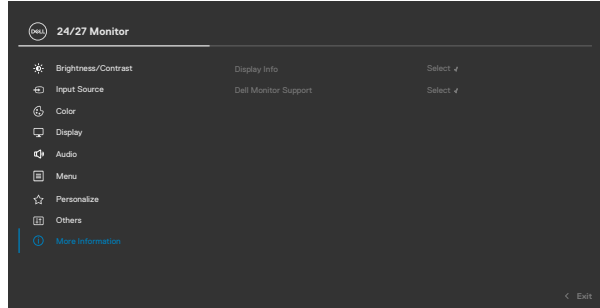 DELL 24/27 Monitor
Brightness/Contrast Display Info Select
Input Source Dell Monitor Support Select
Color
Display
Audio
Menu
Personalize
Others
More Information
Exit